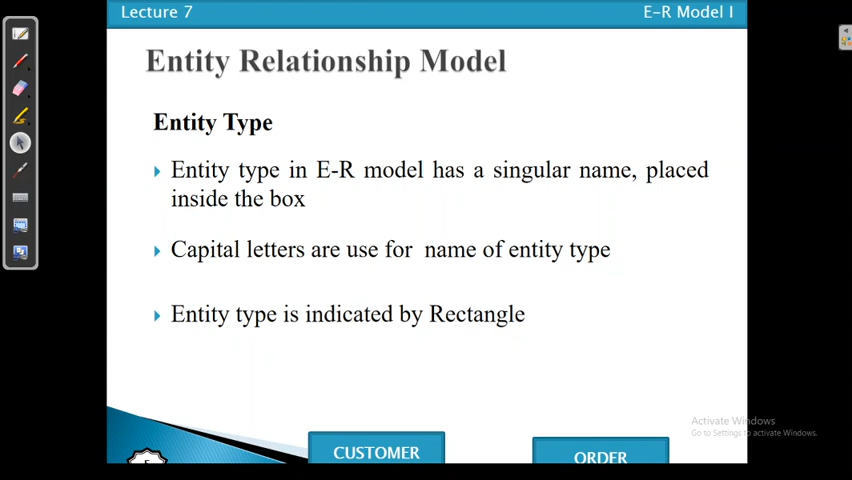 Lecture 7
E-R Model I
Entity Relationship Model
Entity Type
Entity type in E-R model has a singular name, placed
inside the box
Capital letters are use for name of entity type
Entity type is indicated by Rectangle
Activate Windows
Go to Settings to activate Windows.
CUSTOMER
ORDER